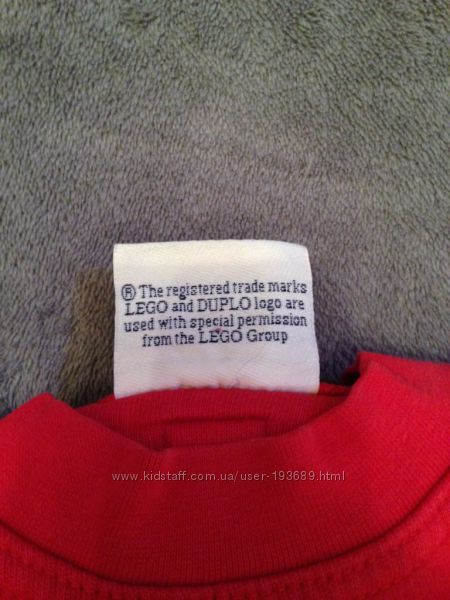 ® The registered trade marks
LEGO and DUPLO logo are
used with special permission
from the LEGO Group
www.kidstaff.com.ua/user-193689.html